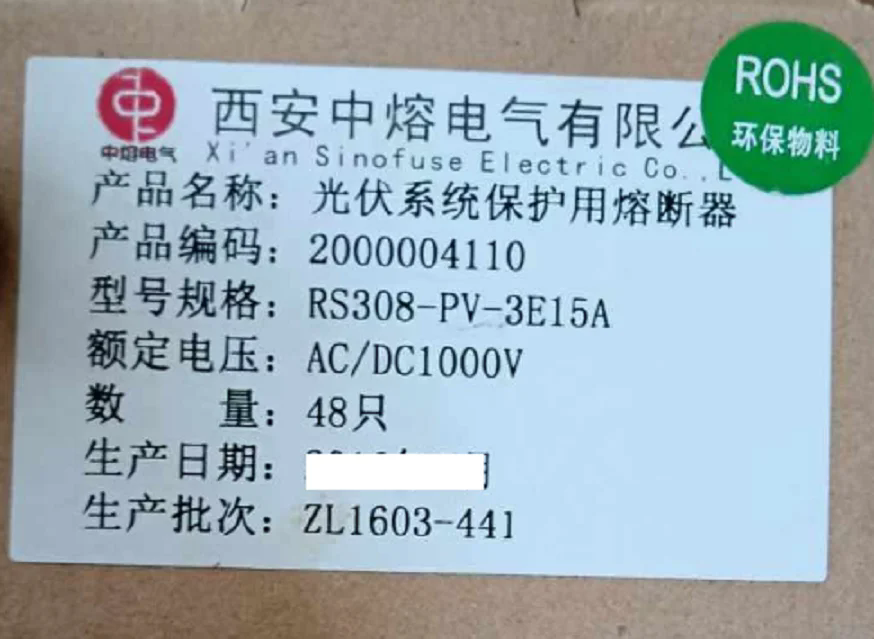 西安中熔电气有限公
中熔电气
Xi'an Sinofuse Electric Co.,L
ROHS
环保物料
产品名称：光伏系统保护用熔断器
产品编码：2000004110
型号规格：RS308-PV-3E15A
额定电压：AC/DC1000V
数 量：48只
生产日期：
生产批次：ZL1603-441